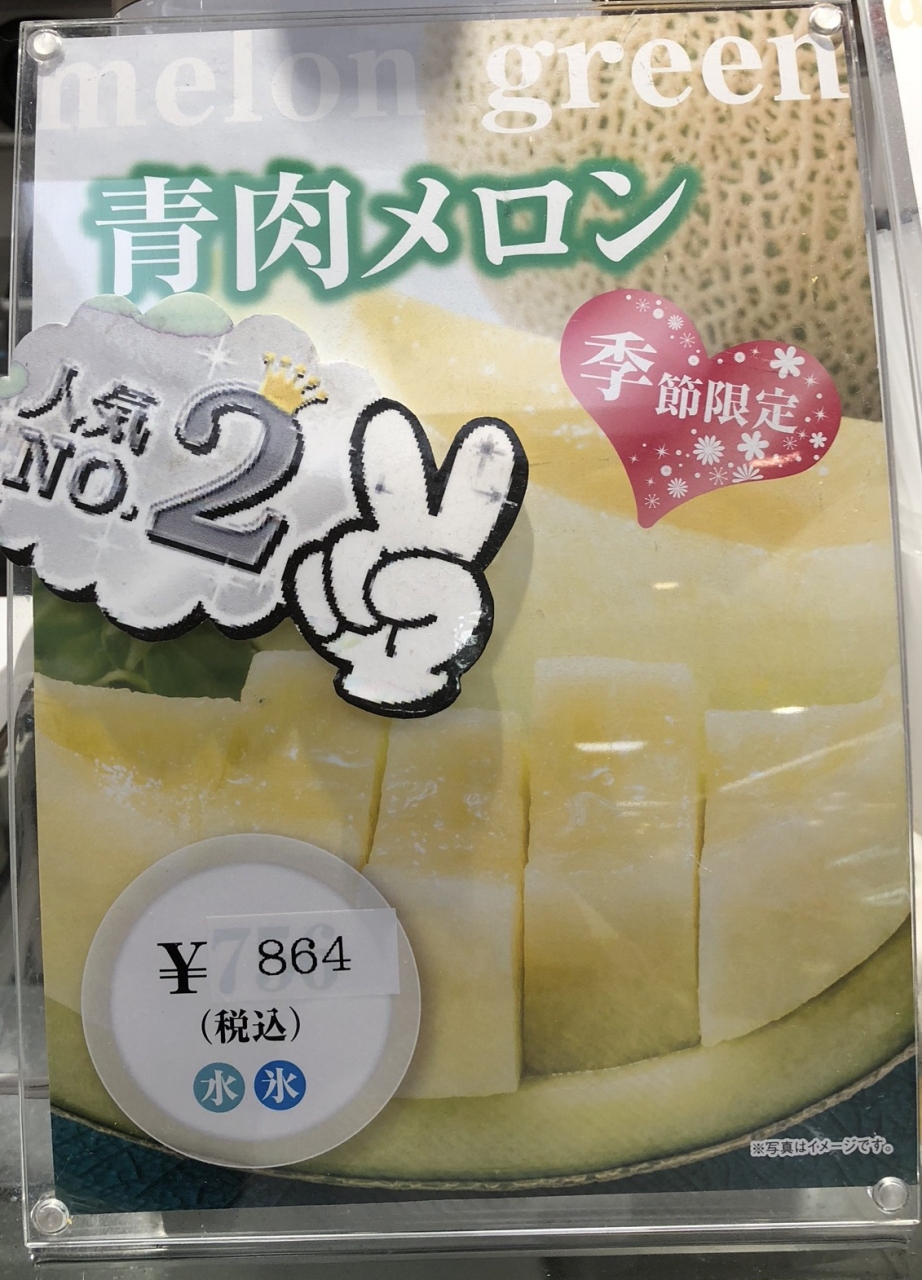 melon green
青肉メロン
季節限定
人気
NO.2
¥ 864
(税込)
水 氷
※写真はイメージです。